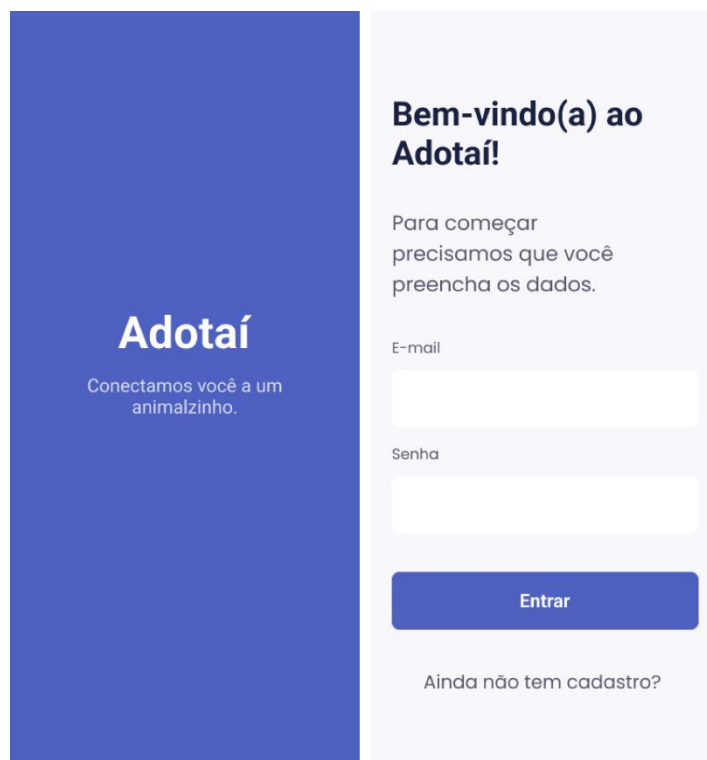 Adotaí
Conectamos você a um
animalzinho.
Bem-vindo(a) ao
Adotaí!
Para começar
precisamos que você
preencha os dados.
E-mail
Senha
Entrar
Ainda não tem cadastro?